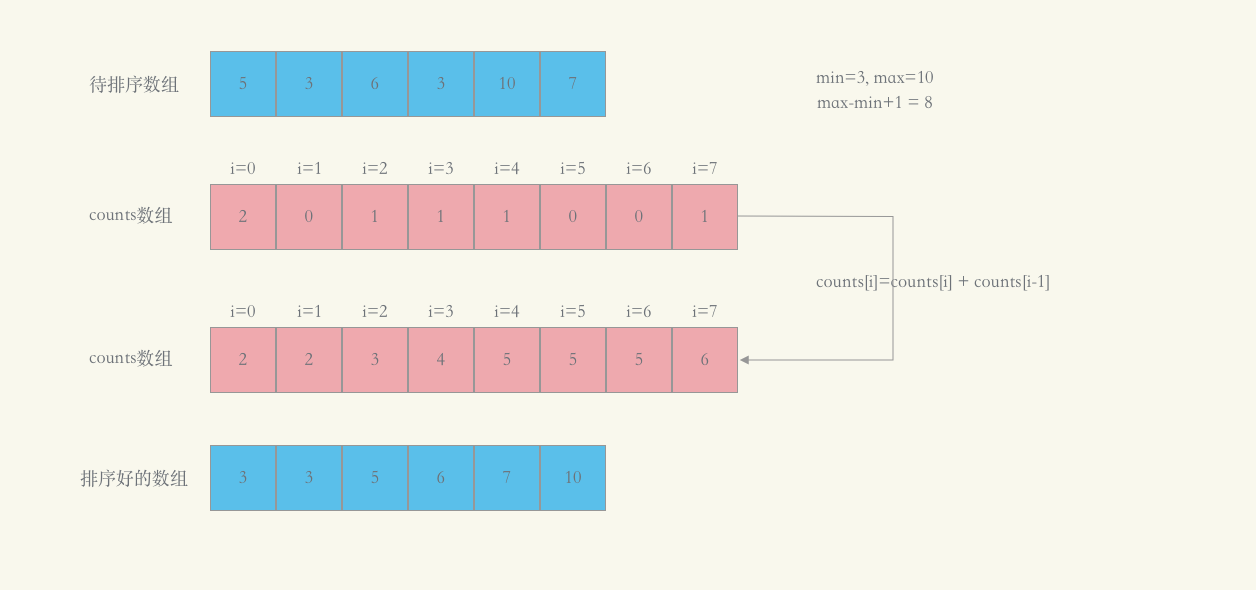 待排序数组 5 3 6 3 10 7
min=3, max=10
max-min+1 = 8
i=0 i=1 i=2 i=3 i=4 i=5 i=6 i=7
counts数组 2 0 1 1 1 0 0 1
counts[i]=counts[i] + counts[i-1]
i=0 i=1 i=2 i=3 i=4 i=5 i=6 i=7
counts数组 2 2 3 4 5 5 5 6
排序好的数组 3 3 5 6 7 10